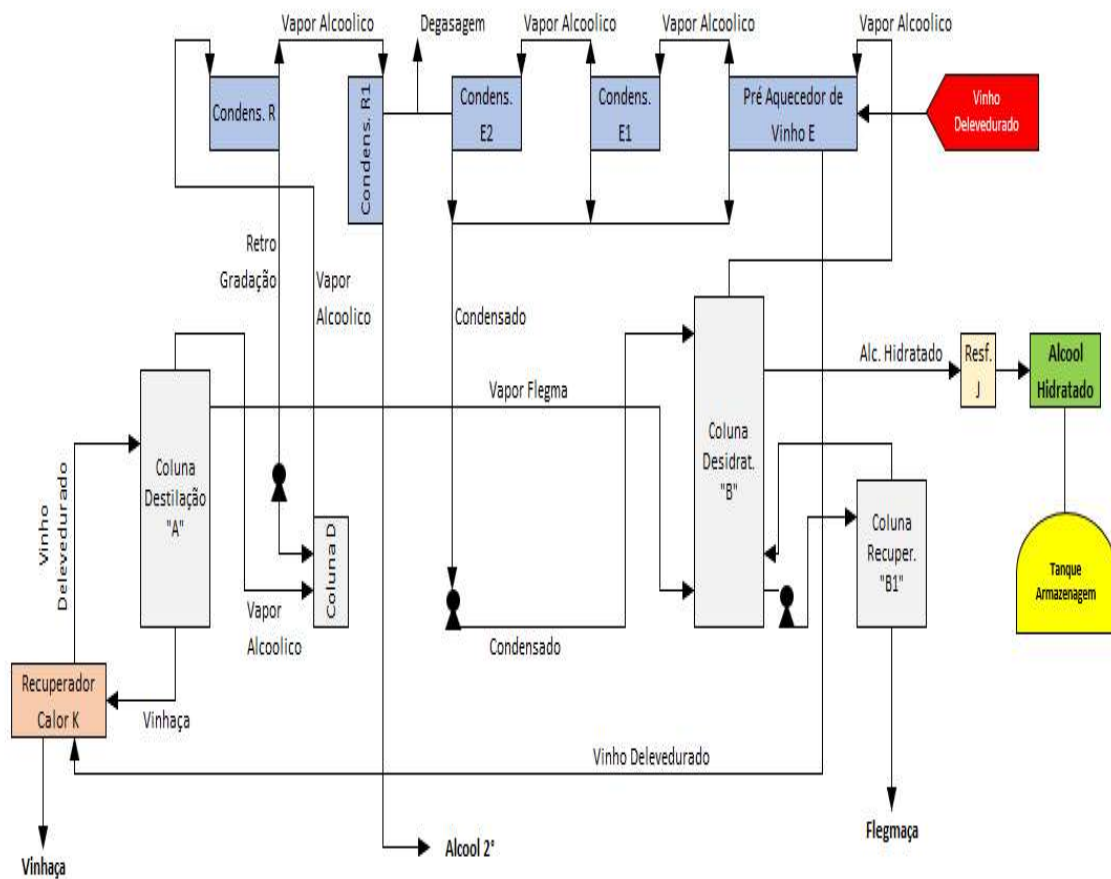 Vapor Alcoolico
Degasagem
Vapor Alcoolico
Vapor Alcoolico
Vapor Alcoolico
Condens. R
Condens. R1
Condens.
E2
Condens.
E1
Pré Aquecedor de
Vinho E
Vinho
Delevedurado
Retro
Gradação
Vapor
Alcoolico
Condensado
Alc. Hidratado
Resf.
J
Alcool
Hidratado
Vapor Flegma
Coluna
Destilação
"A"
Coluna
Desidrat.
"B"
Coluna
Recuper.
"B1"
Vinho
Delevedurado
Coluna D
Tanque
Armazenagem
Vapor
Alcoolico
Condensado
Recuperador
Calor K
Vinhaça
Vinho Delevedurado
Vinhaça
Alcool 2°
Flegmaça